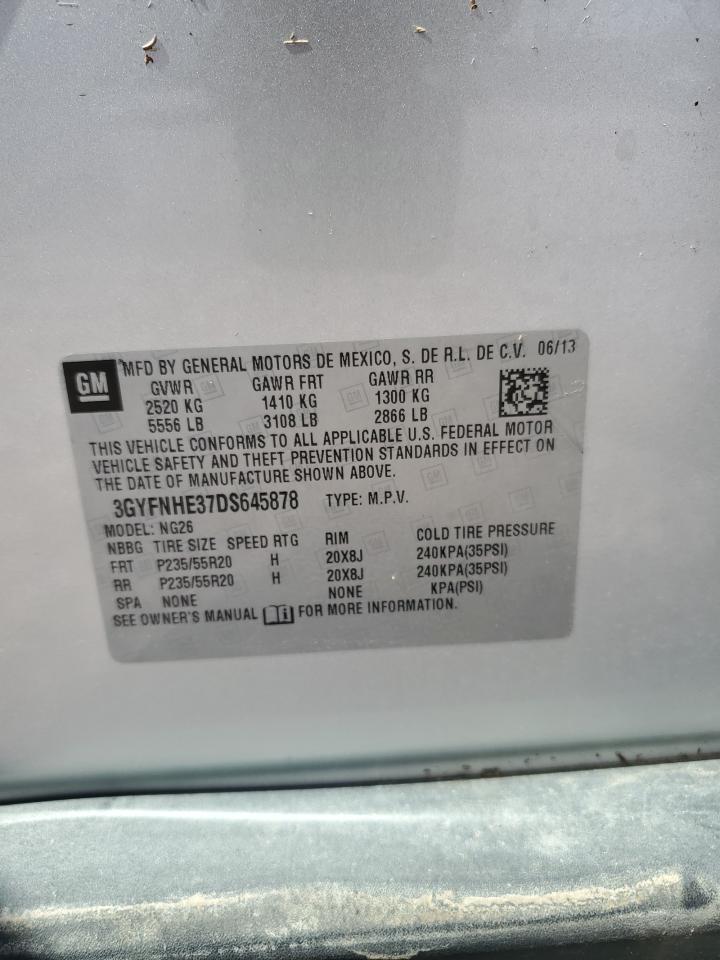 GM
MFD BY GENERAL MOTORS DE MEXICO, S. DE R.L. DE C.V. 06/13
GVWR GAWR FRT GAWR RR
2520 KG 1410 KG 1300 KG
5556 LB 3108 LB 2866 LB
THIS VEHICLE CONFORMS TO ALL APPLICABLE U.S. FEDERAL MOTOR
VEHICLE SAFETY AND THEFT PREVENTION STANDARDS IN EFFECT ON
THE DATE OF MANUFACTURE SHOWN ABOVE.
3GYFNHE37DS645878 TYPE: M.P.V.
MODEL: NG26
NBBG TIRE SIZE SPEED RTG RIM COLD TIRE PRESSURE
FRT P235/55R20 H 20X8J 240KPA(35PSI)
RR P235/55R20 H 20X8J 240KPA(35PSI)
SPA NONE NONE KPA(PSI)
SEE OWNER'S MANUAL FOR MORE INFORMATION.